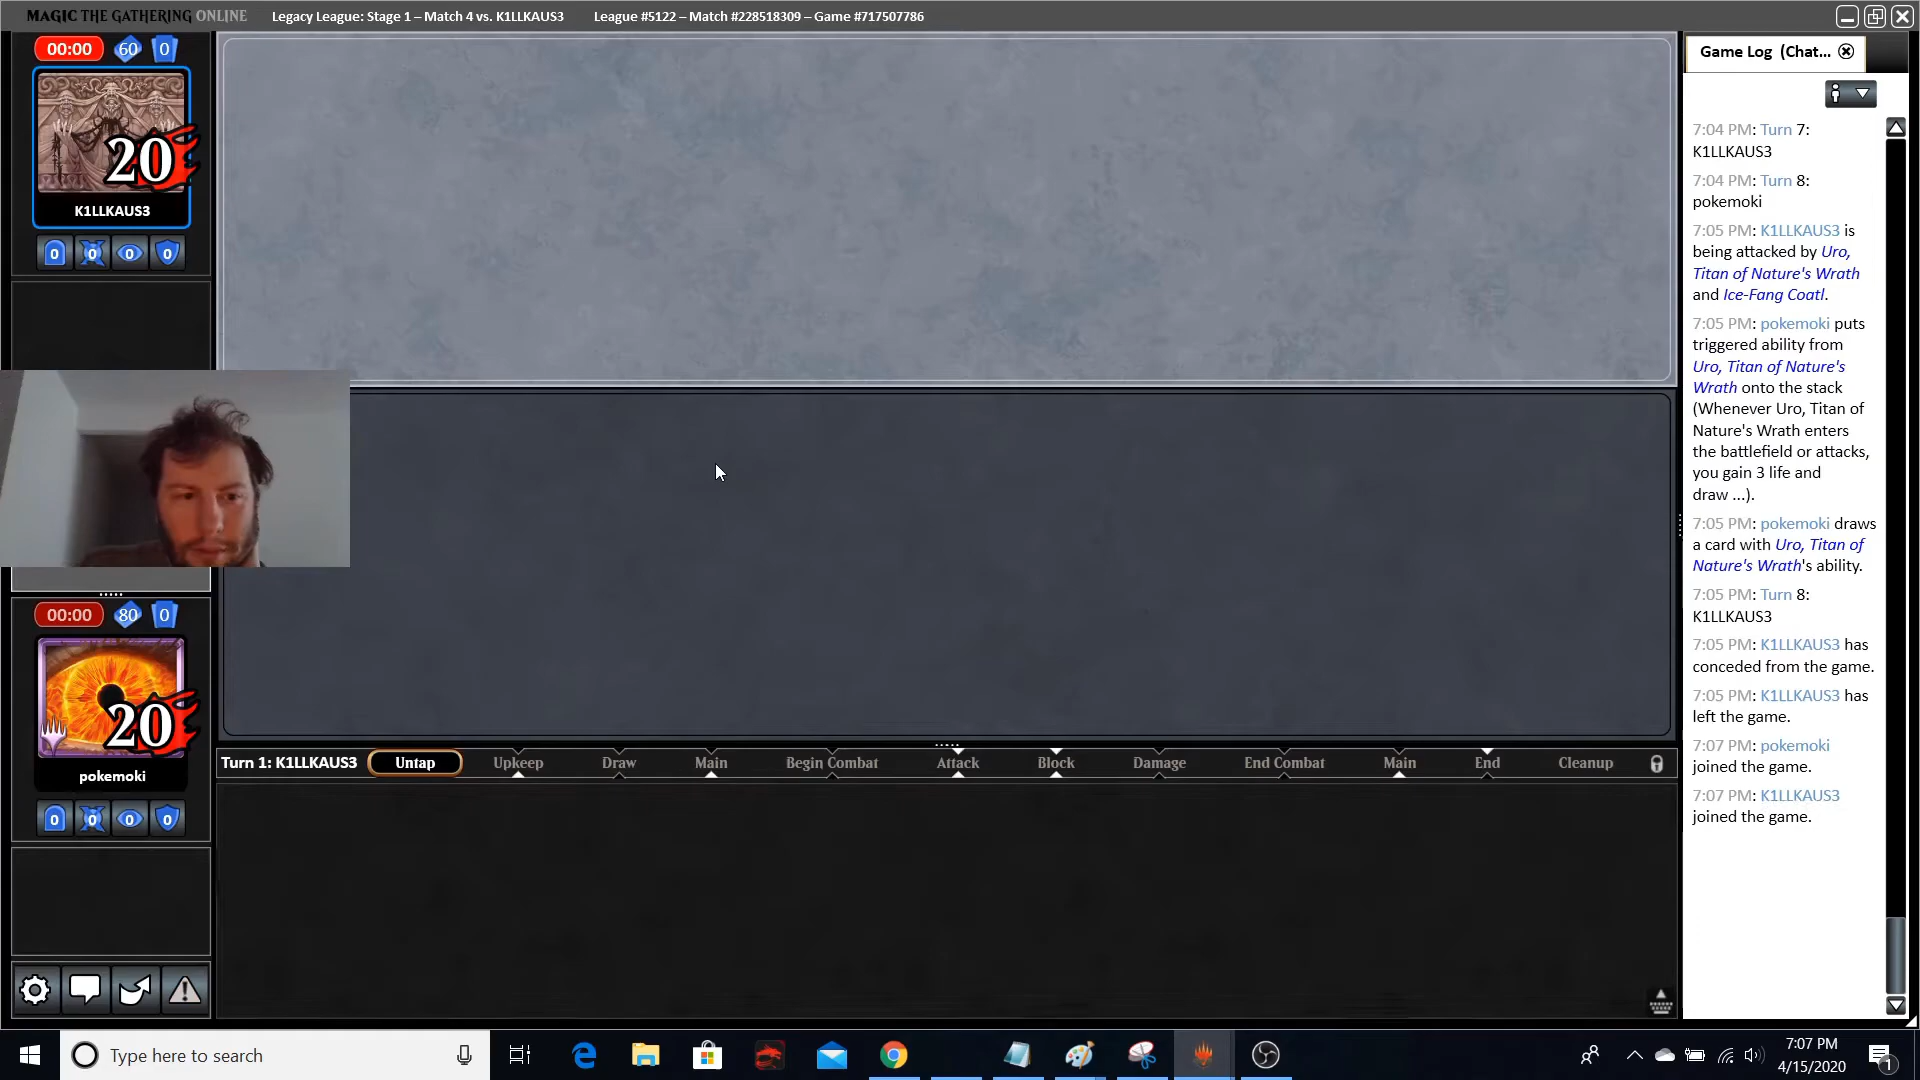 MAGIC THE GATHERING ONLINE Legacy League: Stage 1 – Match 4 vs. K1LLKAUS3 League #5122 – Match #228518309 – Game #717507786
00:00 60 0
20
K1LLKAUS3
0 0 0 0
00:00 80 0
20
pokemoki
0 0 0 0
Turn 1: K1LLKAUS3 Untap Upkeep Draw Main Begin Combat Attack Block Damage End Combat Main End Cleanup
Game Log (Chat...
7:04 PM: Turn 7:
K1LLKAUS3
7:04 PM: Turn 8:
pokemoki
7:05 PM: K1LLKAUS3 is
being attacked by Uro,
Titan of Nature's Wrath
and Ice-Fang Coatl.
7:05 PM: pokemoki puts
triggered ability from
Uro, Titan of Nature's
Wrath onto the stack
(Whenever Uro, Titan of
Nature's Wrath enters
the battlefield or attacks,
you gain 3 life and
draw ...).
7:05 PM: pokemoki draws
a card with Uro, Titan of
Nature's Wrath's ability.
7:05 PM: Turn 8:
K1LLKAUS3
7:05 PM: K1LLKAUS3 has
conceded from the game.
7:05 PM: K1LLKAUS3 has
left the game.
7:07 PM: pokemoki
joined the game.
7:07 PM: K1LLKAUS3
joined the game.
Type here to search
7:07 PM
4/15/2020
1